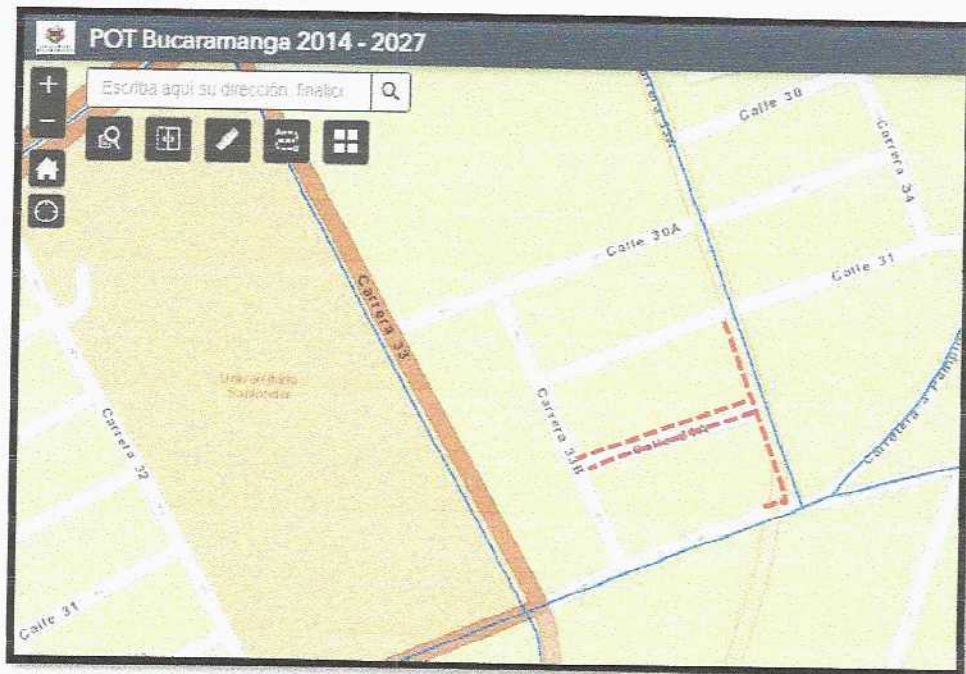 POT Bucaramanga 2014 - 2027
+
Escriba aquí su dirección, finalice
−
Calle 30
Carrera 34
Calle 30A
Calle 31
Carrera 33
Carrera 33B
Carrera 32
Carretera a
Calle 31